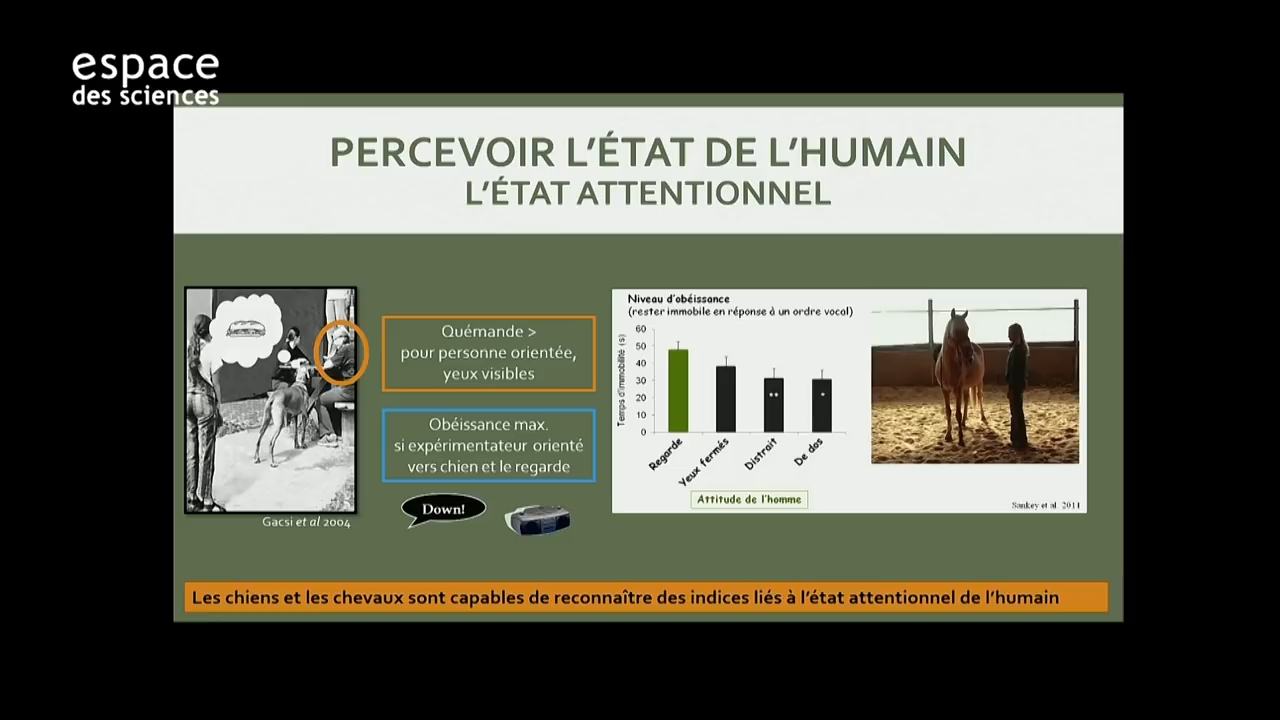 espace
des sciences
PERCEVOIR L'ÉTAT DE L'HUMAIN
L'ÉTAT ATTENTIONNEL
Quémande >
pour personne orientée,
yeux visibles
Obéissance max.
si expérimentateur orienté
vers chien et le regarde
Down!
Gacsi et al 2004
Niveau d'obéissance
(rester immobile en réponse à un ordre vocal)
Temps d'immobilité (s)
60
50
40
30
20
10
0
**
*
Regarde
Yeux fermés
Distrait
De dos
Attitude de l'homme
Sankey et al. 2011
Les chiens et les chevaux sont capables de reconnaître des indices liés à l'état attentionnel de l'humain